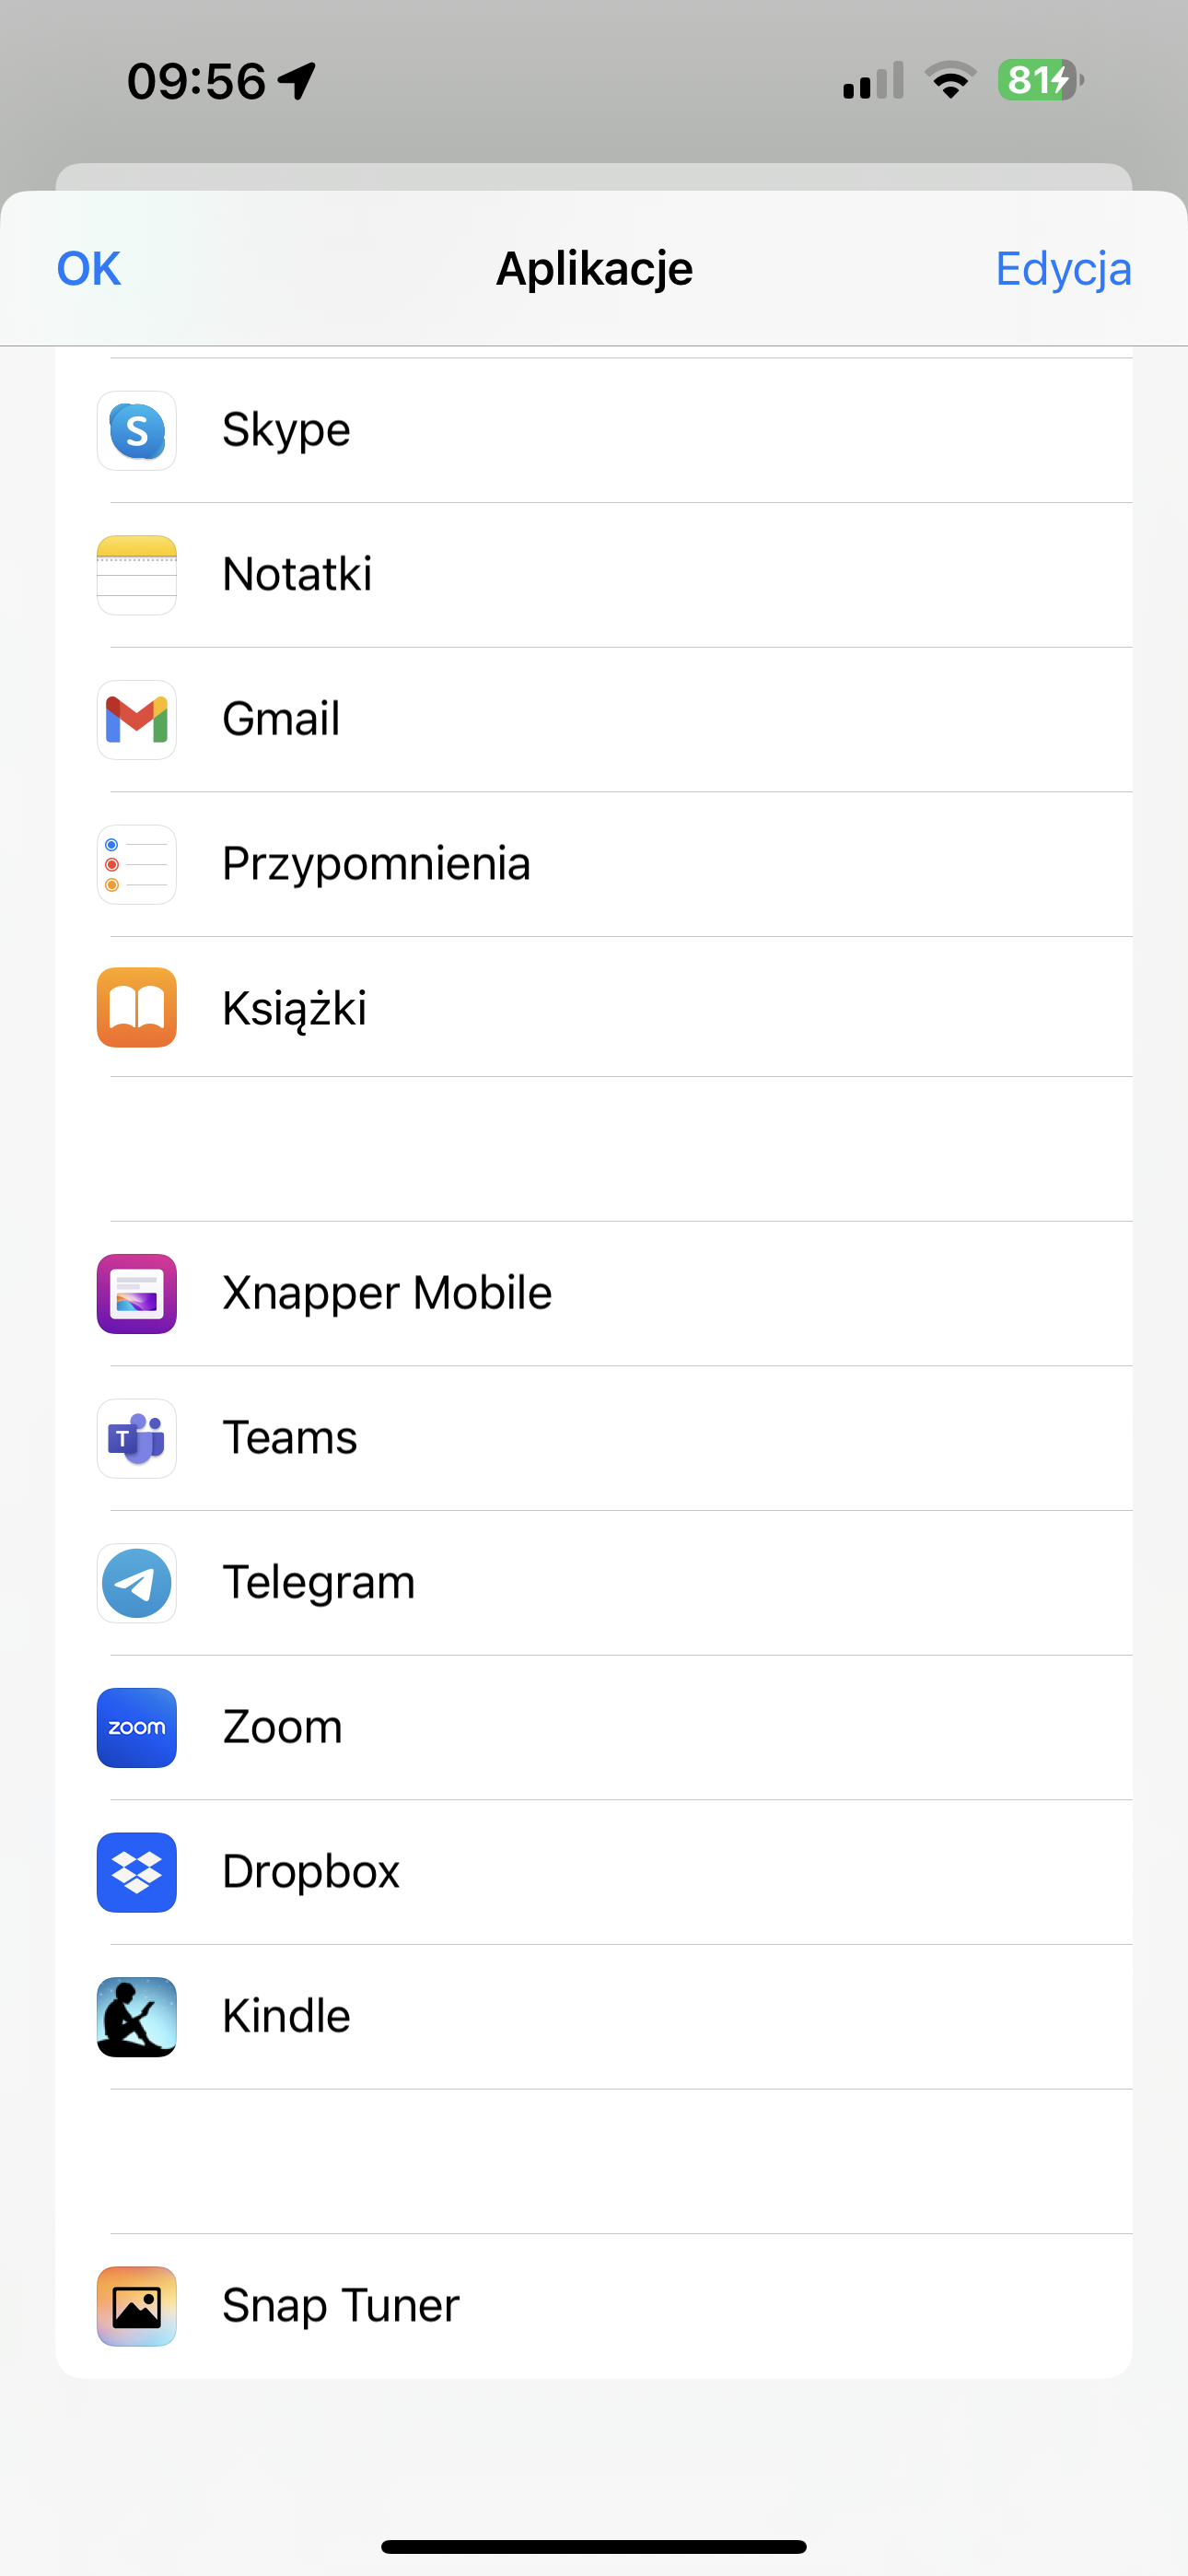 09:56
81
OK Aplikacje Edycja
S Skype
Notatki
Gmail
Przypomnienia
Książki
Xnapper Mobile
T Teams
Telegram
zoom Zoom
Dropbox
Kindle
Snap Tuner